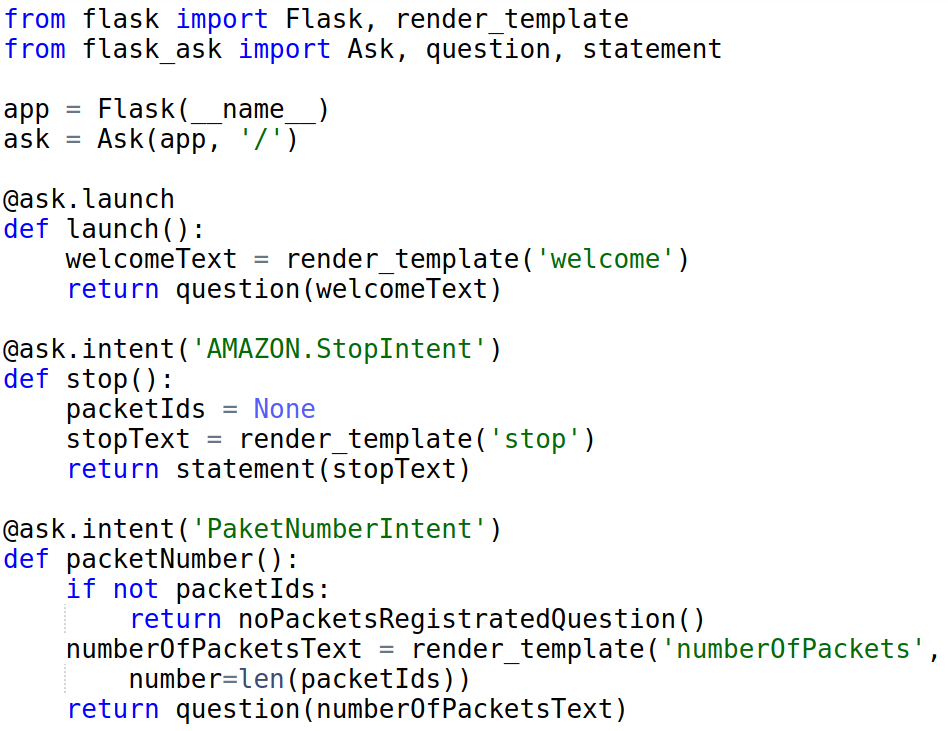 from flask import Flask, render_template
from flask_ask import Ask, question, statement

app = Flask(__name__)
ask = Ask(app, '/')

@ask.launch
def launch():
    welcomeText = render_template('welcome')
    return question(welcomeText)

@ask.intent('AMAZON.StopIntent')
def stop():
    packetIds = None
    stopText = render_template('stop')
    return statement(stopText)

@ask.intent('PaketNumberIntent')
def packetNumber():
    if not packetIds:
        return noPacketsRegistratedQuestion()
    numberOfPacketsText = render_template('numberOfPackets',
        number=len(packetIds))
    return question(numberOfPacketsText)